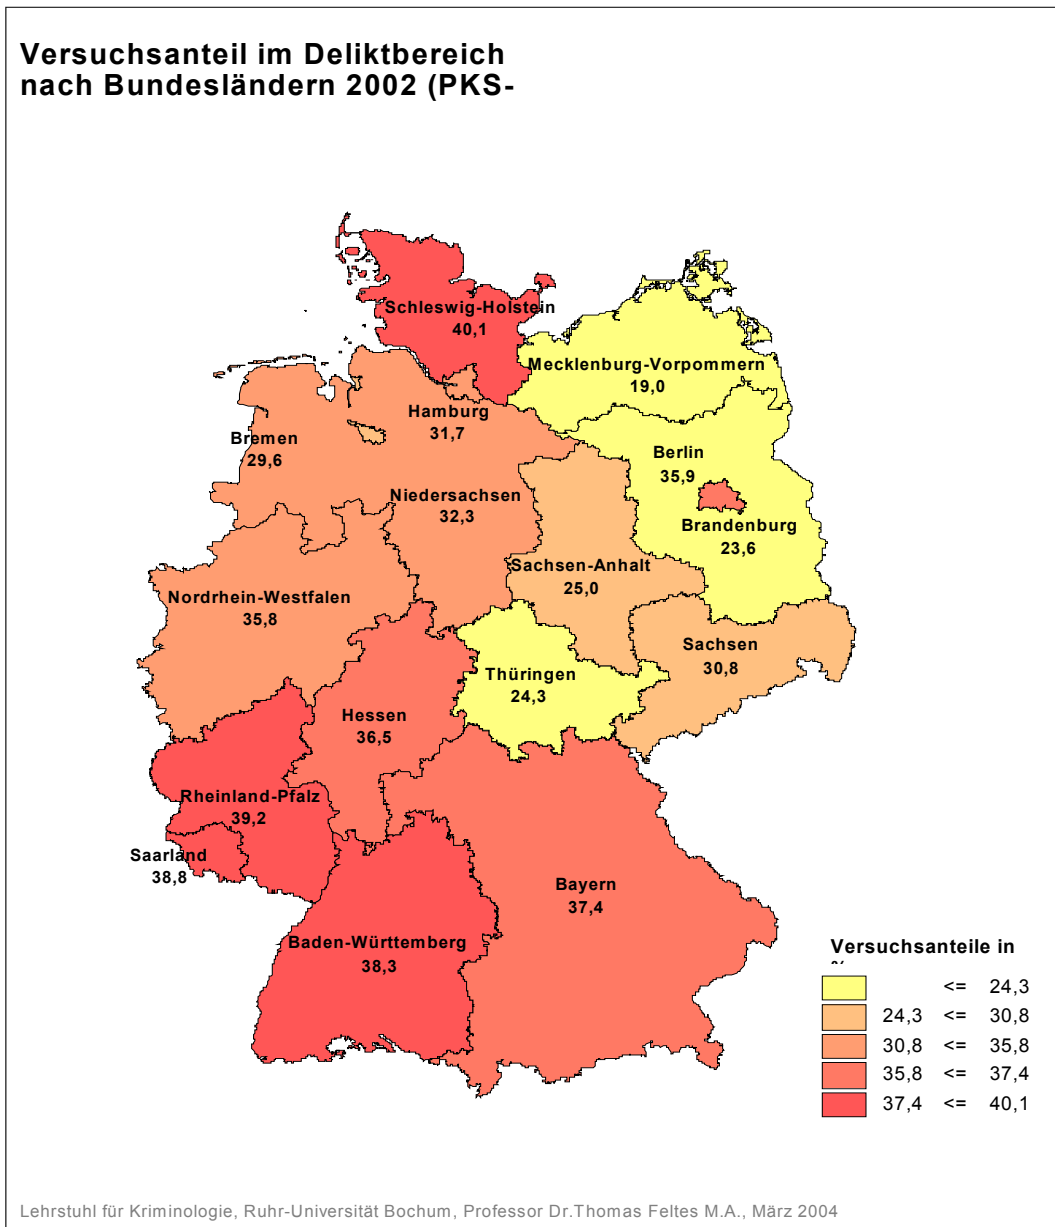 Versuchsanteil im Deliktbereich
nach Bundesländern 2002 (PKS-
Schleswig-Holstein
40,1
Mecklenburg-Vorpommern
19,0
Hamburg
31,7
Bremen
29,6
Berlin
35,9
Niedersachsen
32,3
Brandenburg
23,6
Sachsen-Anhalt
25,0
Nordrhein-Westfalen
35,8
Sachsen
30,8
Thüringen
24,3
Hessen
36,5
Rheinland-Pfalz
39,2
Saarland
38,8
Bayern
37,4
Baden-Württemberg
38,3
Versuchsanteile in
<= 24,3
24,3 <= 30,8
30,8 <= 35,8
35,8 <= 37,4
37,4 <= 40,1
Lehrstuhl für Kriminologie, Ruhr-Universität Bochum, Professor Dr.Thomas Feltes M.A., März 2004